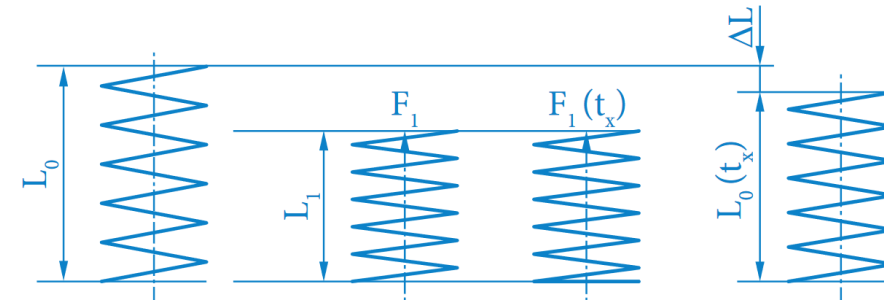 L₀
F₁
L₁
F₁ (tₓ)
ΔL
L₀ (tₓ)